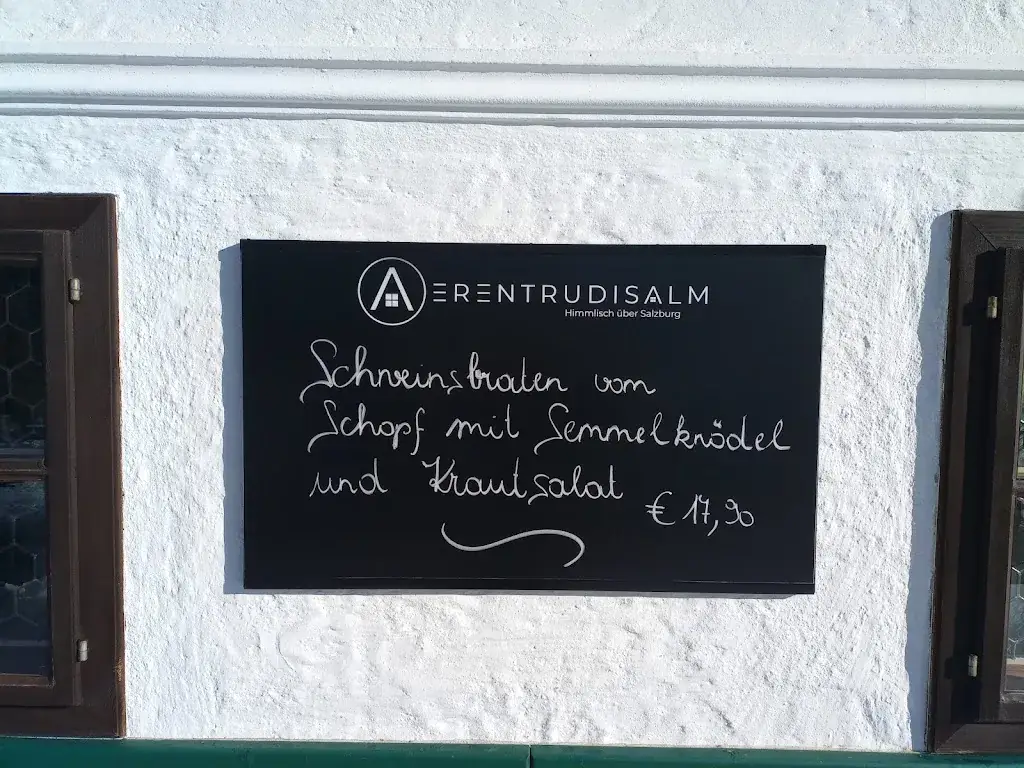 ERENTRUDISALM
Himmlisch über Salzburg
Schweinsbraten vom
Schopf mit Semmelknödel
und Krautsalat
€ 17,90